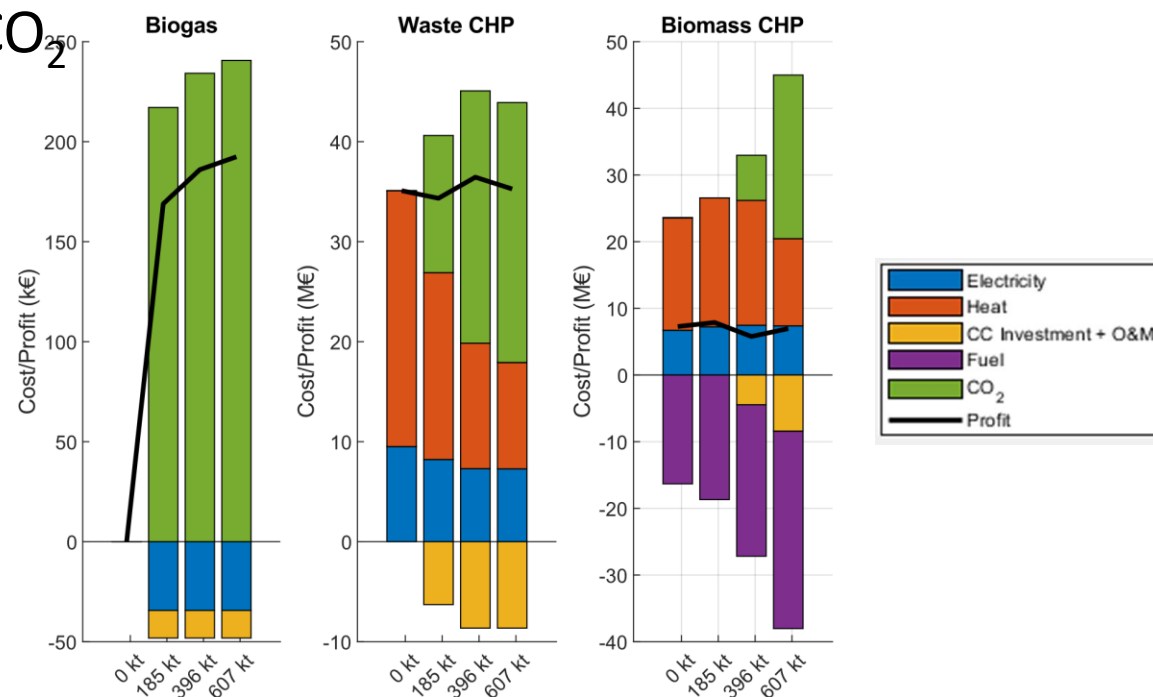 CO2
Biogas
Waste CHP
Biomass CHP
Cost/Profit (k€)
250
200
150
100
50
0
-50
0 kt
185 kt
396 kt
607 kt
Cost/Profit (M€)
50
40
30
20
10
0
-10
0 kt
185 kt
396 kt
607 kt
Cost/Profit (M€)
50
40
30
20
10
0
-10
-20
-30
-40
0 kt
185 kt
396 kt
607 kt
Electricity
Heat
CC Investment + O&M
Fuel
CO2
Profit